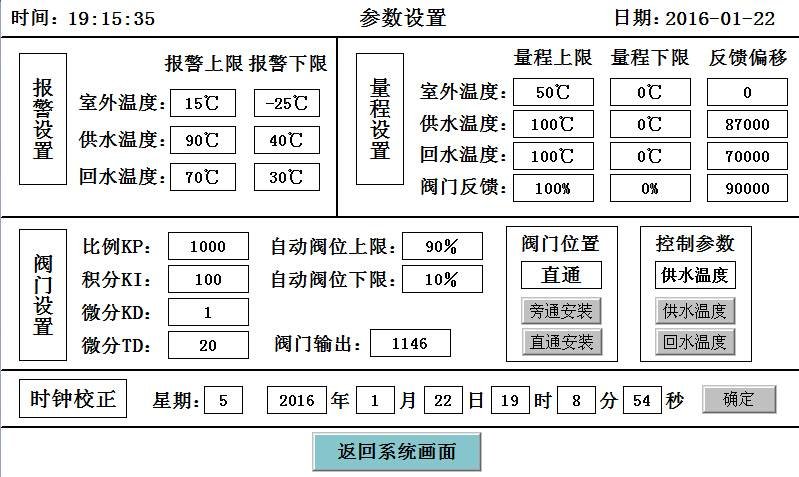 时间: 19:15:35 参数设置 日期: 2016-01-22
报警设置
报警上限 报警下限
室外温度: 15℃ -25℃
供水温度: 90℃ 40℃
回水温度: 70℃ 30℃
量程设置
量程上限 量程下限 反馈偏移
室外温度: 50℃ 0℃ 0
供水温度: 100℃ 0℃ 87000
回水温度: 100℃ 0℃ 70000
阀门反馈: 100% 0% 90000
阀门设置
比例KP: 1000 自动阀位上限: 90%
积分KI: 100 自动阀位下限: 10%
微分KD: 1
微分TD: 20 阀门输出: 1146
阀门位置
直通
旁通安装
直通安装
控制参数
供水温度
供水温度
回水温度
时钟校正 星期: 5 2016 年 1 月 22 日 19 时 8 分 54 秒 确定
返回系统画面